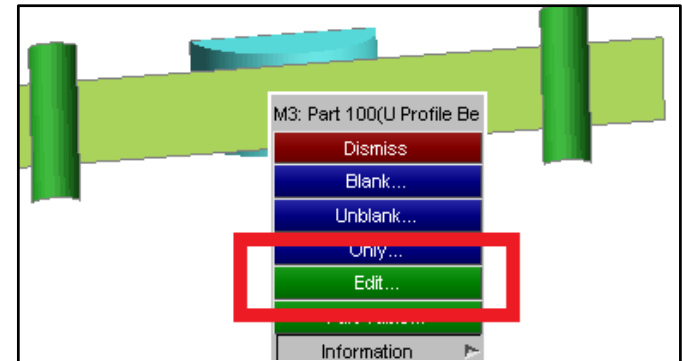 M3: Part 100(U Profile Be
Dismiss
Blank...
Unblank...
Only...
Edit...
Information